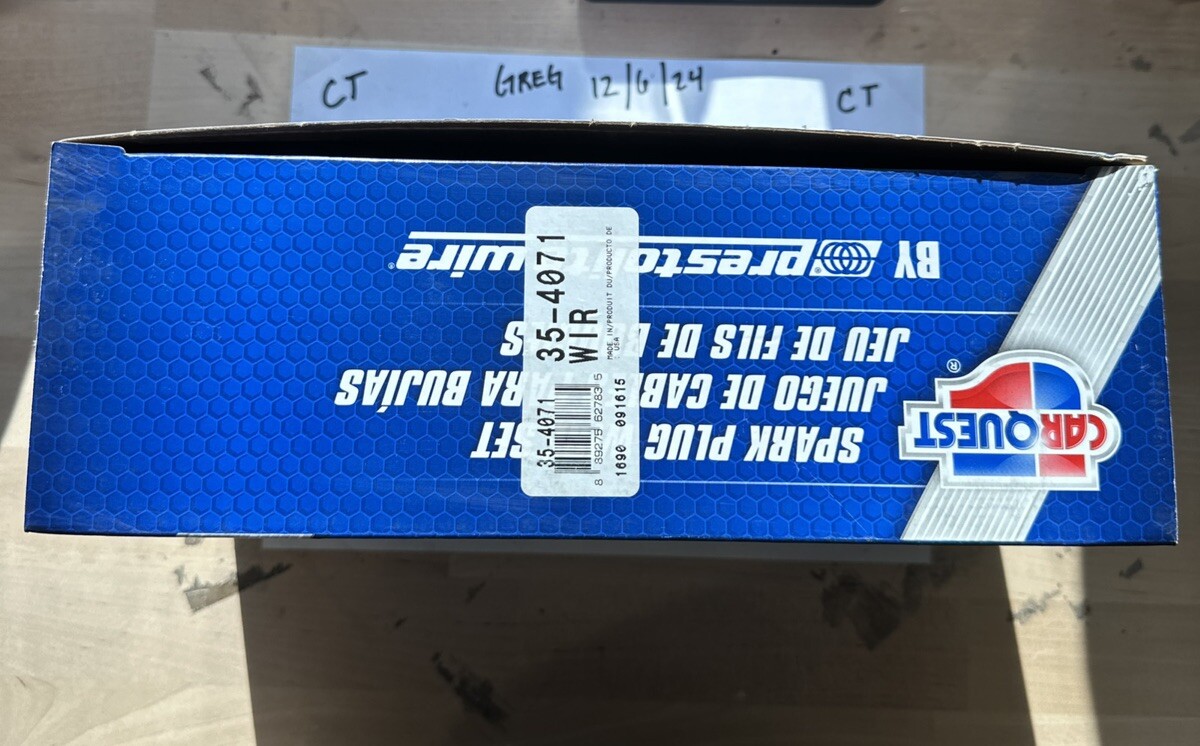 CT GREG 12/6/24 CT
CARQUEST®
SPARK PLUG SET
JUEGO DE PARA BUJÍAS
JEU DE FILS DE
BY prestolite wire®
35-4071
WIR
MADE IN/PRODUIT DU/PRODUCTO DE
USA
35-4071
8 89275 62783 5
1690 091615